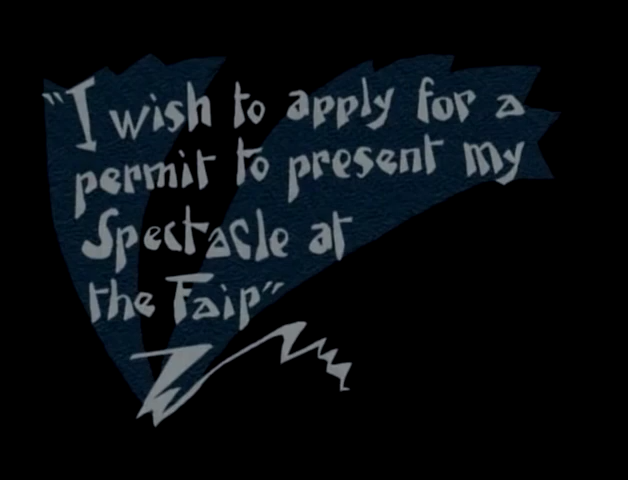 "I wish to apply for a
permit to present my
Spectacle at
the Fair"